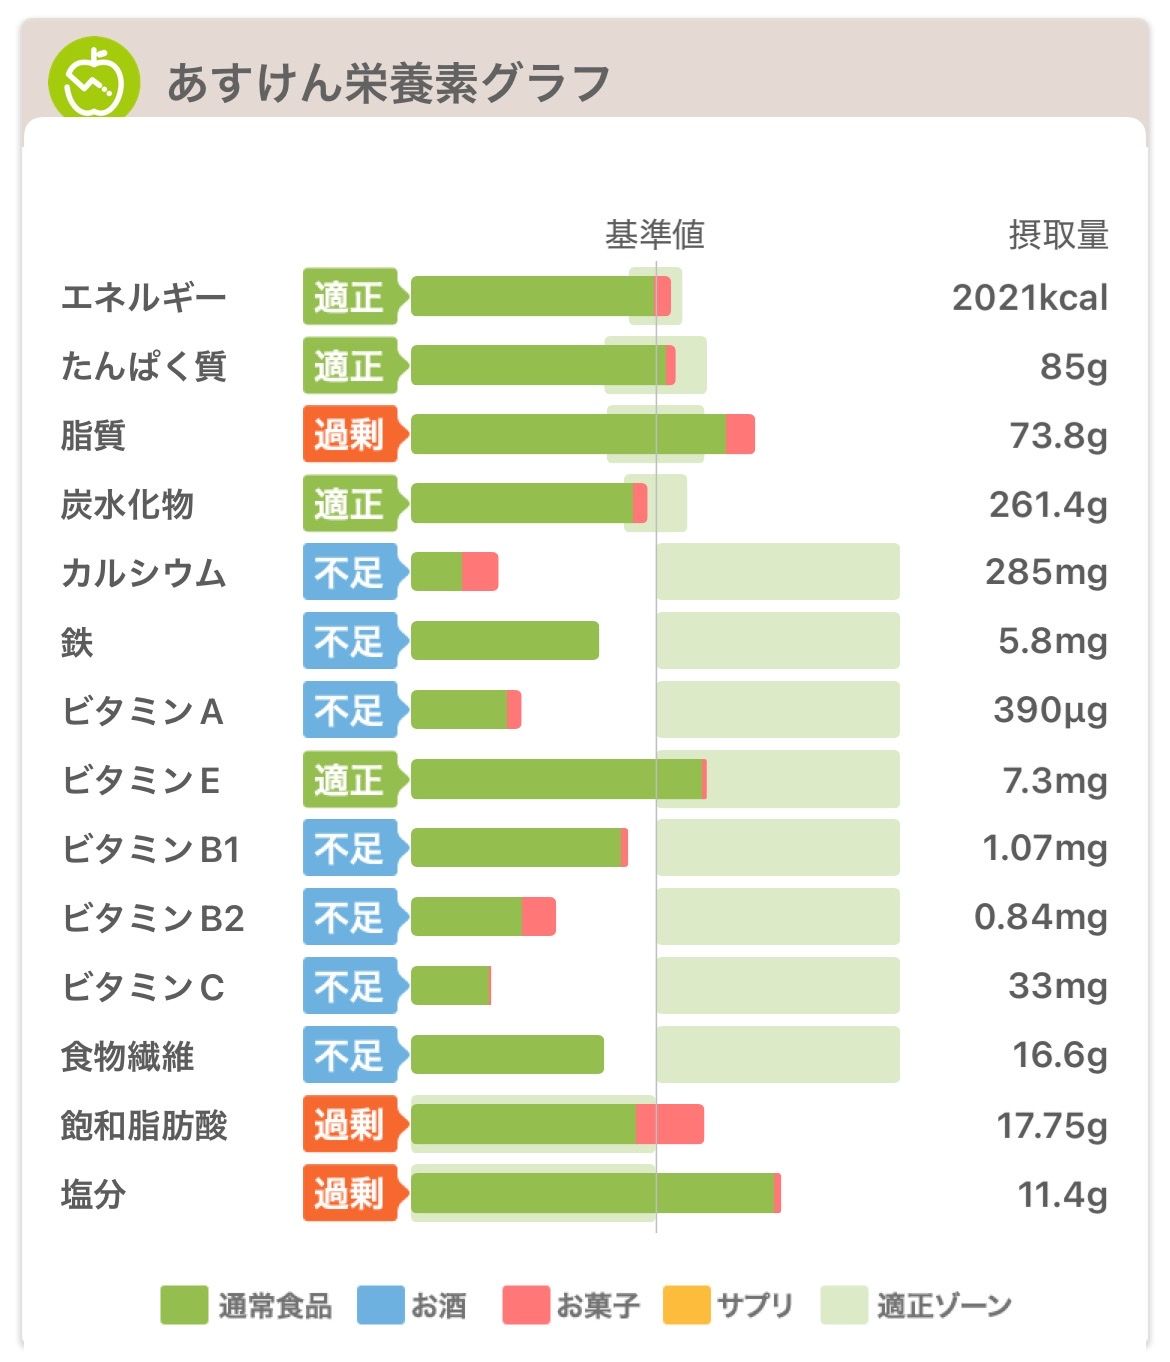 あすけん栄養素グラフ
基準値 摂取量
エネルギー 適正 2021kcal
たんぱく質 適正 85g
脂質 過剰 73.8g
炭水化物 適正 261.4g
カルシウム 不足 285mg
鉄 不足 5.8mg
ビタミンA 不足 390μg
ビタミンE 適正 7.3mg
ビタミンB1 不足 1.07mg
ビタミンB2 不足 0.84mg
ビタミンC 不足 33mg
食物繊維 不足 16.6g
飽和脂肪酸 過剰 17.75g
塩分 過剰 11.4g
通常食品 お酒 お菓子 サプリ 適正ゾーン